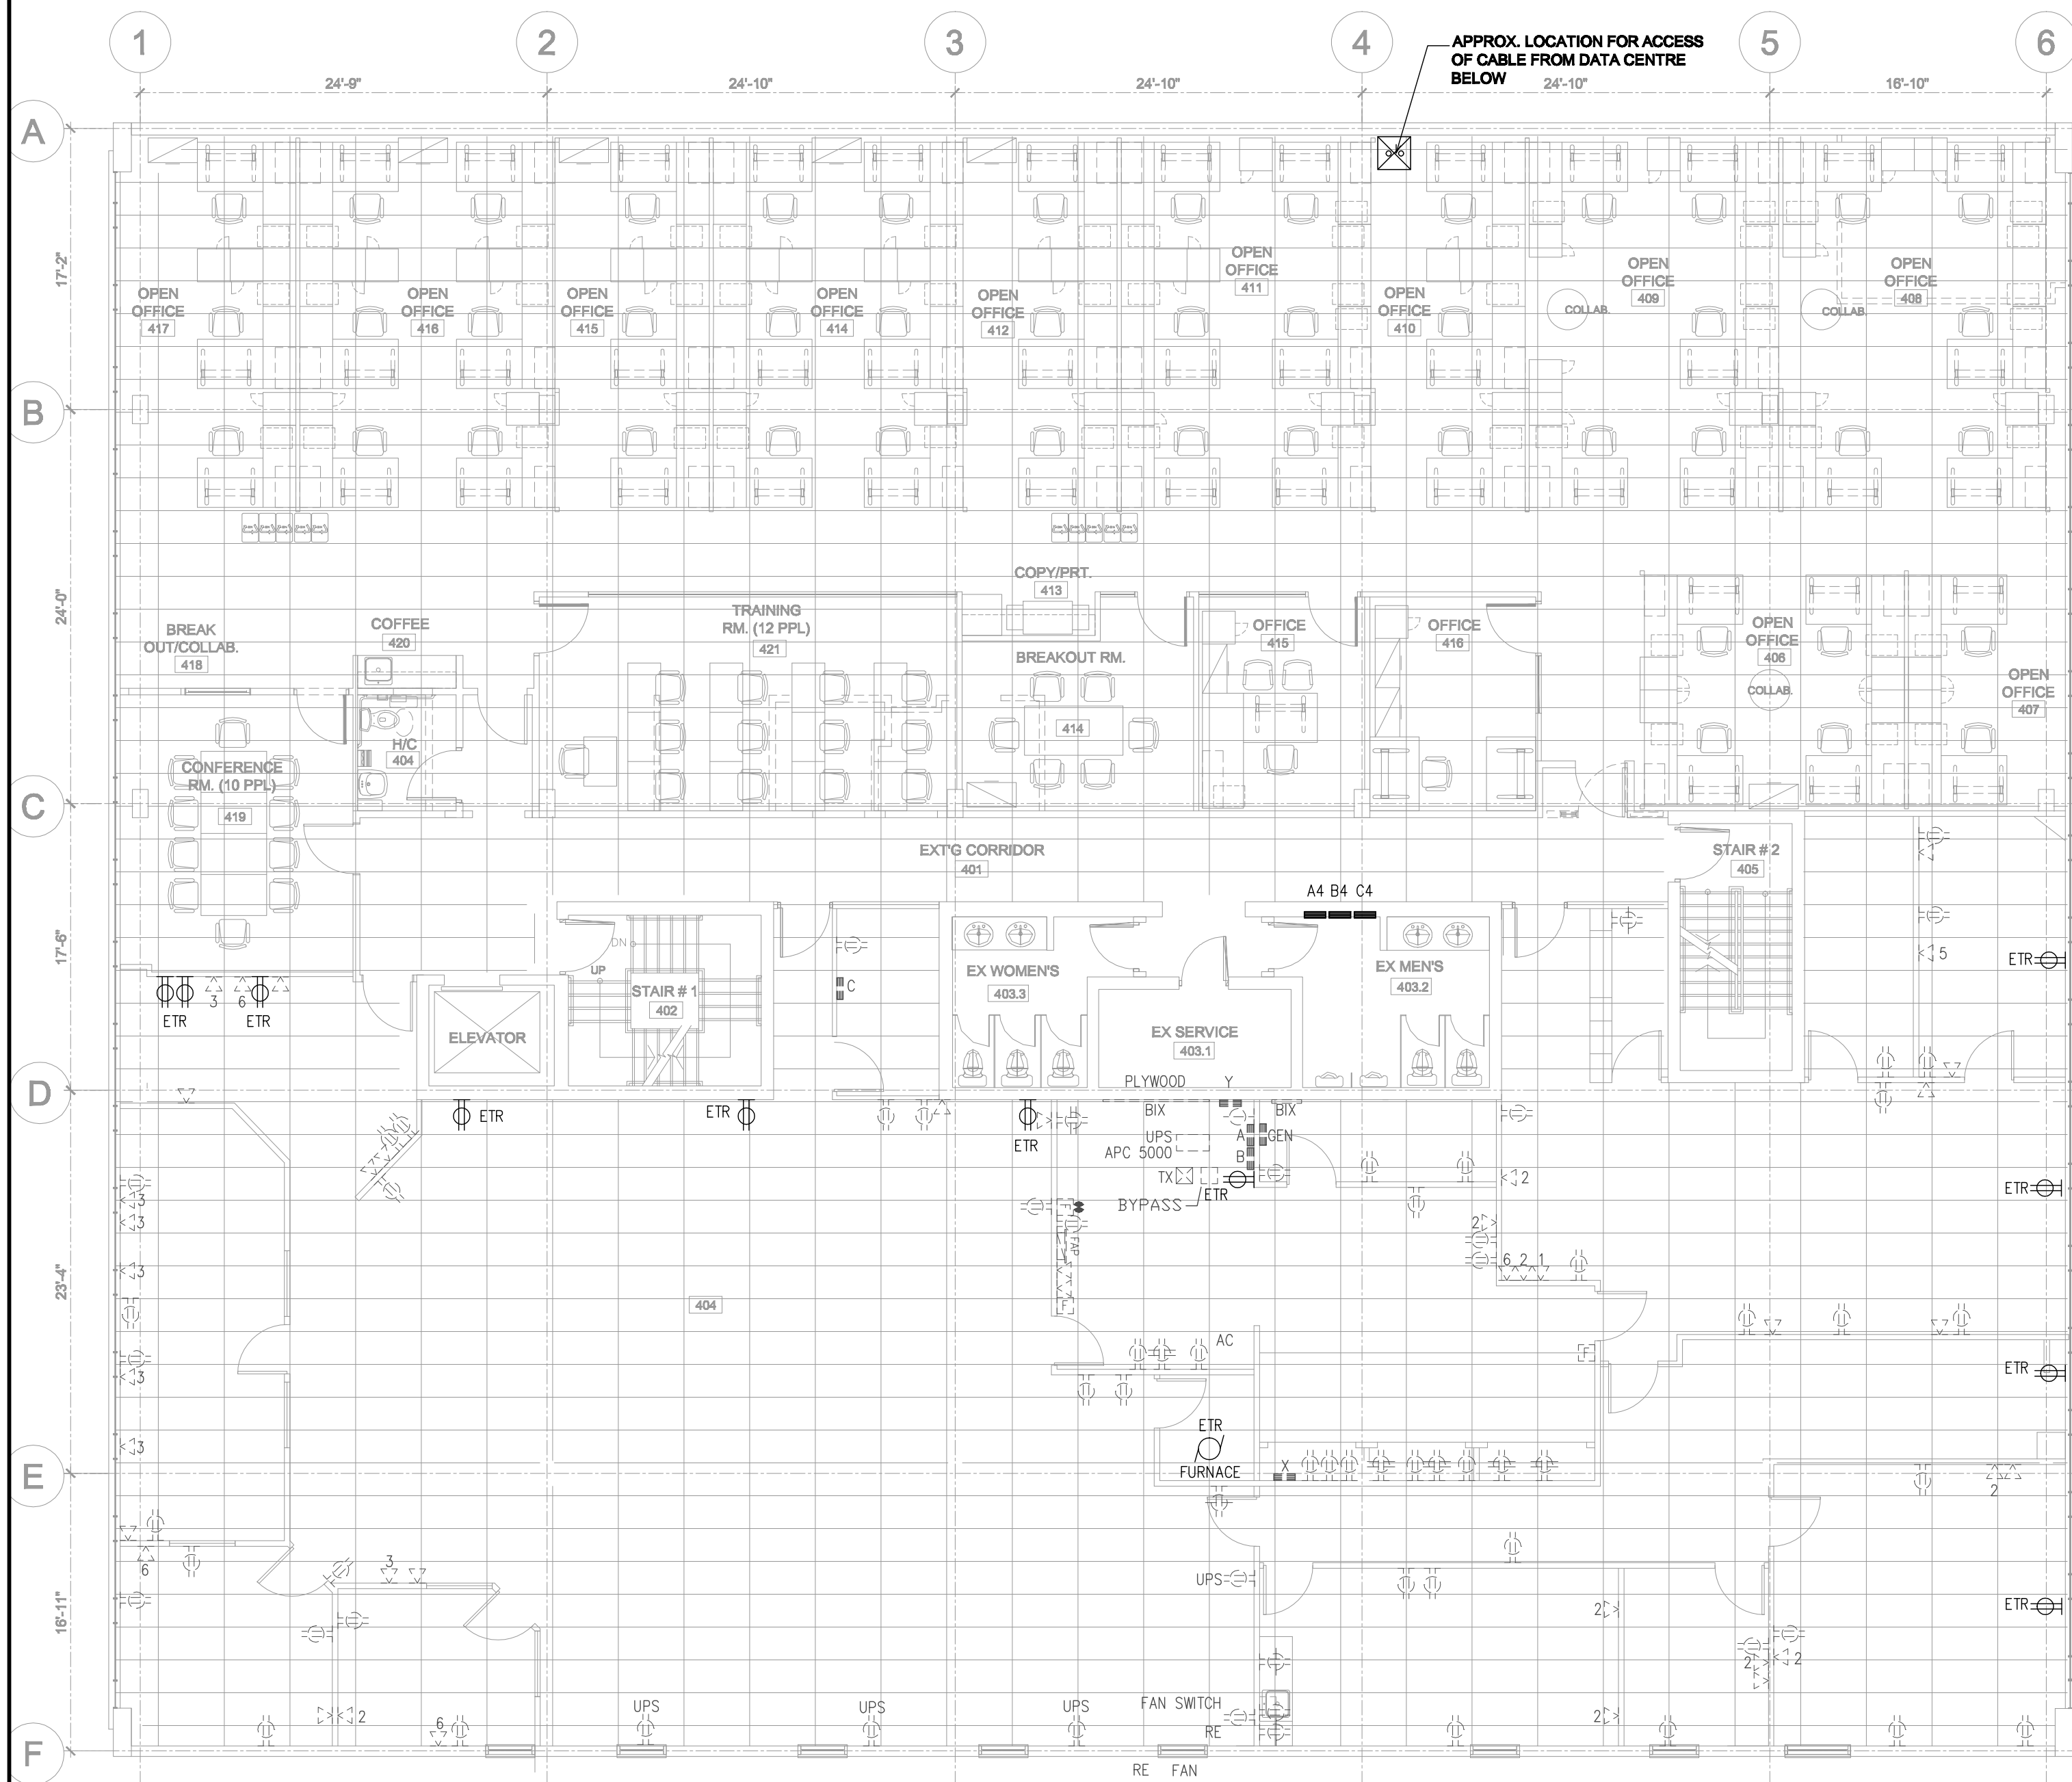 1
2
3
4
5
6
APPROX. LOCATION FOR ACCESS
OF CABLE FROM DATA CENTRE
BELOW
24'-9"
24'-10"
24'-10"
24'-10"
16'-10"
A
17'-2"
OPEN
OFFICE
417
OPEN
OFFICE
416
OPEN
OFFICE
415
OPEN
OFFICE
414
OPEN
OFFICE
412
OPEN
OFFICE
411
OPEN
OFFICE
410
OPEN
OFFICE
409
COLLAB.
OPEN
OFFICE
408
COLLAB.
B
24'-0"
BREAK
OUT/COLLAB.
418
COFFEE
420
TRAINING
RM. (12 PPL)
421
COPY/PRT.
413
BREAKOUT RM.
414
OFFICE
415
OFFICE
416
OPEN
OFFICE
406
COLLAB.
OPEN
OFFICE
407
H/C
404
CONFERENCE
RM. (10 PPL)
419
C
EXT'G CORRIDOR
401
STAIR # 2
405
A4 B4 C4
17'-6"
DN
UP
STAIR # 1
402
ELEVATOR
C
EX WOMEN'S
403.3
EX MEN'S
403.2
EX SERVICE
403.1
5
ETR
3
6
ETR
ETR
D
PLYWOOD
Y
BIX
BIX
ETR
ETR
ETR
UPS
APC 5000
A
GEN
B
TX
ETR
BYPASS
2
ETR
3
3
3
3
3
2
6 2 1
F
FAP
F
23'-4"
404
AC
F
ETR
ETR
FURNACE
X
E
2
6
3
UPS
2
ETR
16'-11"
2
2
2
6
UPS
UPS
UPS
FAN SWITCH
RE
2
F
RE FAN